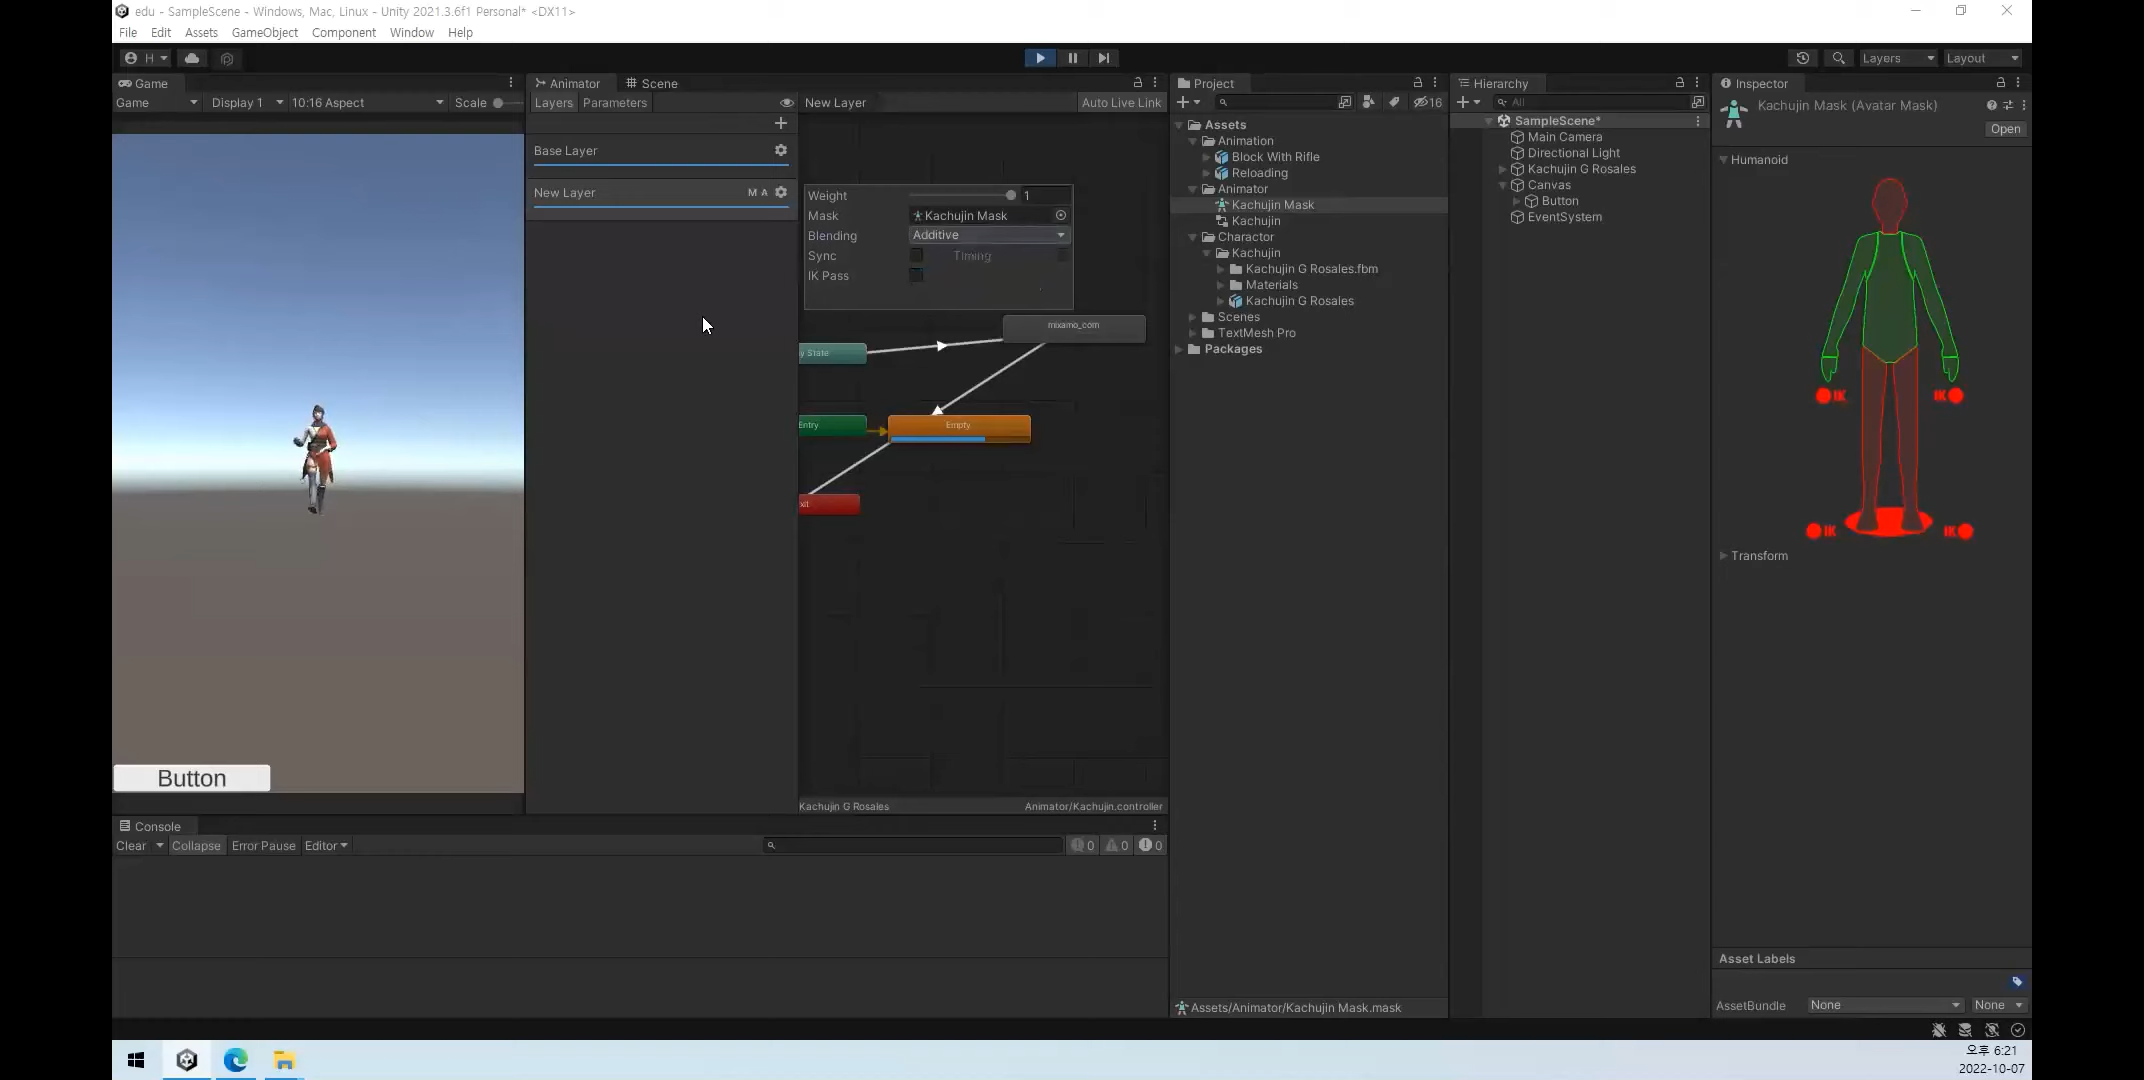 edu - SampleScene - Windows, Mac, Linux - Unity 2021.3.6f1 Personal* <DX11>
File Edit Assets GameObject Component Window Help
H Layers Layout
Game
Game Display 1 10:16 Aspect Scale
Button
Animator Scene
Layers Parameters New Layer Auto Live Link
Base Layer
New Layer M A
Weight 1
Mask Kachujin Mask
Blending Additive
Sync Timing
IK Pass
mixamo_com
y State
Entry Empty
xit
Kachujin G Rosales Animator/Kachujin.controller
Console
Clear Collapse Error Pause Editor 0 0 0
Project
16
Assets
Animation
Block With Rifle
Reloading
Animator
Kachujin Mask
Kachujin
Charactor
Kachujin
Kachujin G Rosales.fbm
Materials
Kachujin G Rosales
Scenes
TextMesh Pro
Packages
Assets/Animator/Kachujin Mask.mask
Hierarchy
All
SampleScene*
Main Camera
Directional Light
Kachujin G Rosales
Canvas
Button
EventSystem
Inspector
Kachujin Mask (Avatar Mask)
Open
Humanoid
IK IK
IK IK
Transform
Asset Labels
AssetBundle None None
오후 6:21
2022-10-07